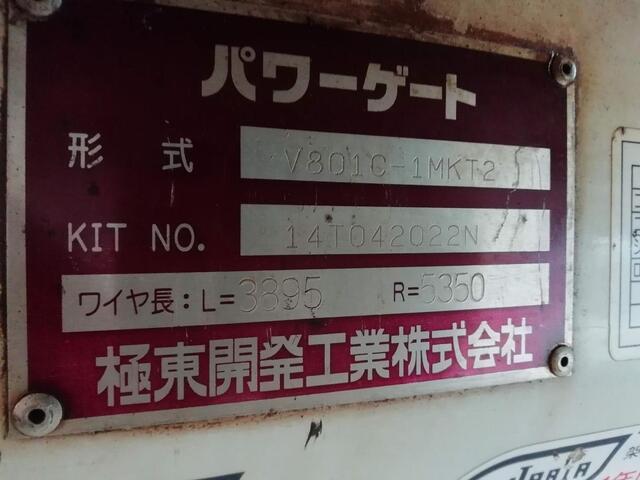 パワーゲート
形式 V801C-1MKT2
KIT NO. 14T042022N
ワイヤ長：L=3895 R=5350
極東開発工業株式会社